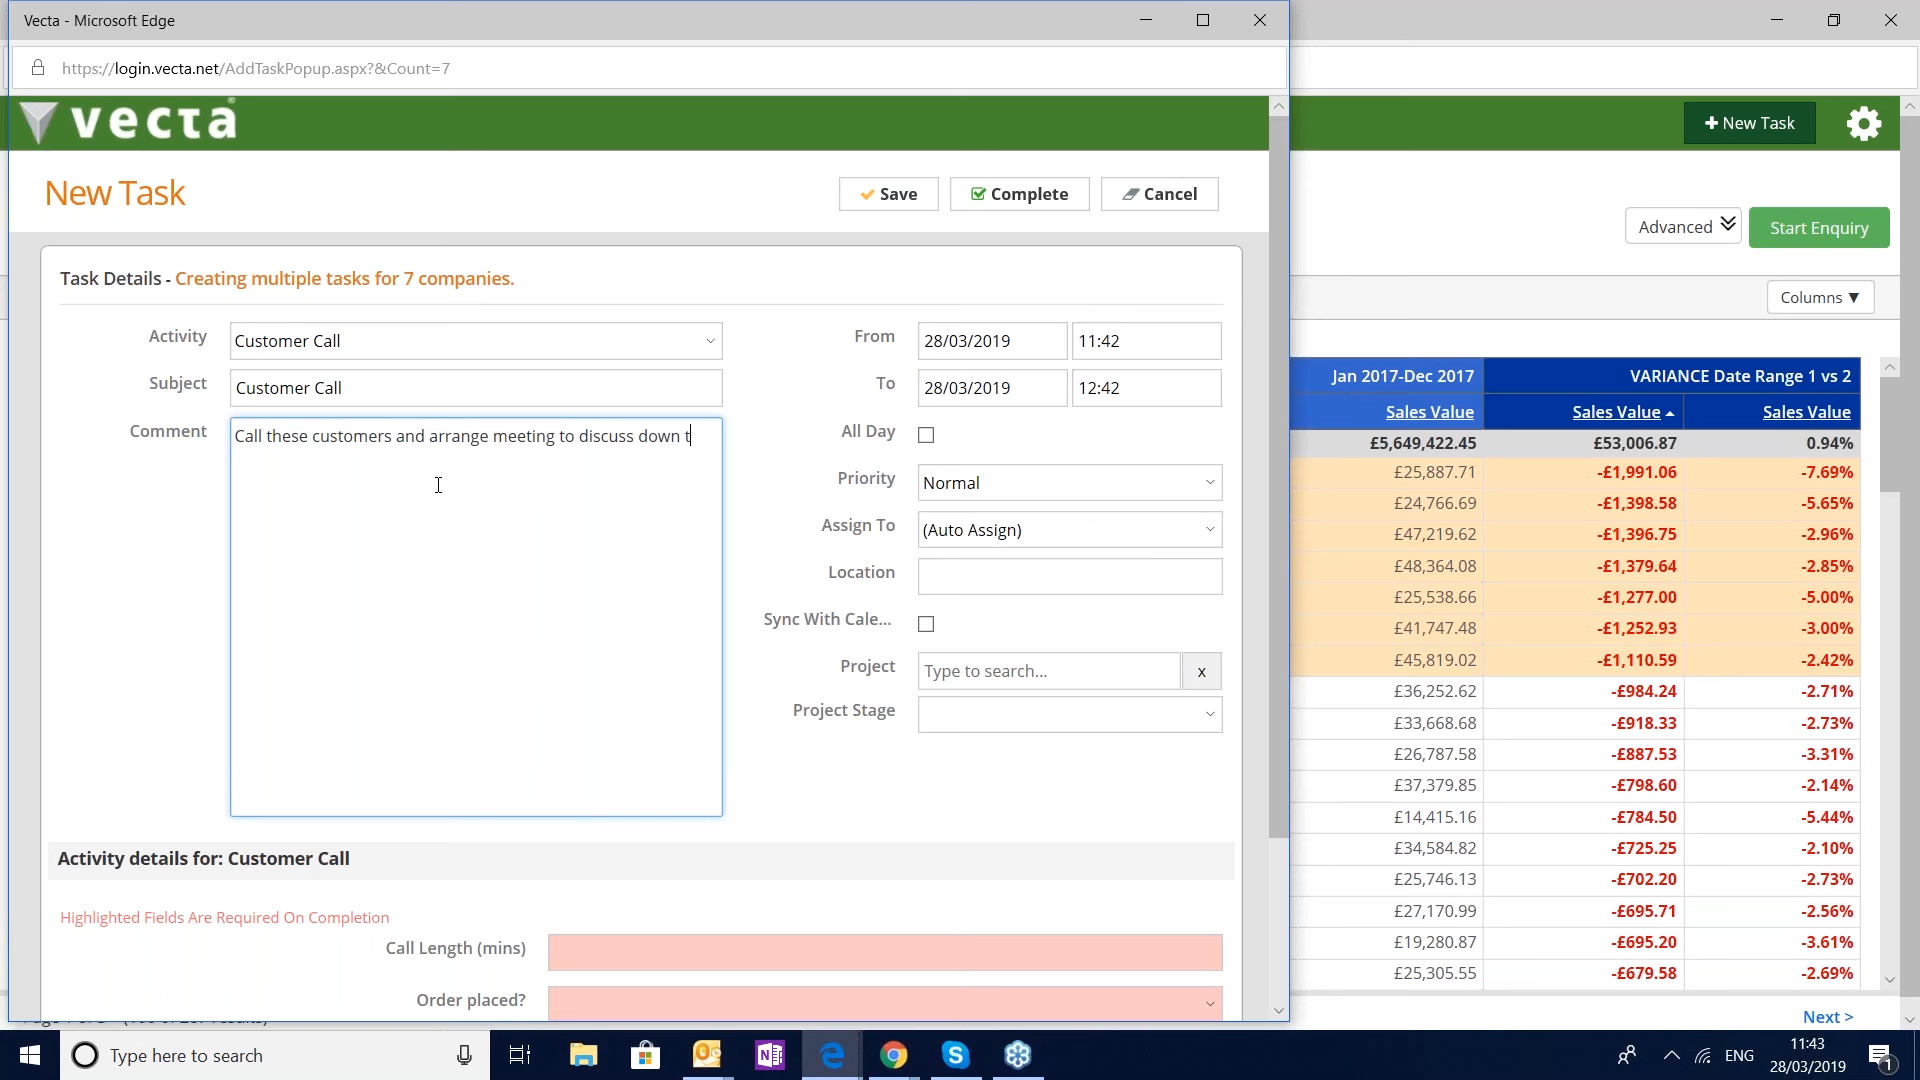 Vecta - Microsoft Edge
https://login.vecta.net/AddTaskPopup.aspx?&Count=7
vecta
+ New Task
New Task
Save
Complete
Cancel
Advanced
Start Enquiry
Task Details - Creating multiple tasks for 7 companies.
Columns ▼
Activity
Customer Call
From
28/03/2019
11:42
Subject
Customer Call
To
28/03/2019
12:42
Comment
Call these customers and arrange meeting to discuss down t
All Day
Priority
Normal
Assign To
(Auto Assign)
Location
Sync With Cale...
Project
Type to search...
x
Project Stage
Activity details for: Customer Call
Highlighted Fields Are Required On Completion
Call Length (mins)
Order placed?
Jan 2017-Dec 2017
VARIANCE Date Range 1 vs 2
Sales Value
Sales Value
Sales Value
£5,649,422.45 £53,006.87 0.94%
£25,887.71 -£1,991.06 -7.69%
£24,766.69 -£1,398.58 -5.65%
£47,219.62 -£1,396.75 -2.96%
£48,364.08 -£1,379.64 -2.85%
£25,538.66 -£1,277.00 -5.00%
£41,747.48 -£1,252.93 -3.00%
£45,819.02 -£1,110.59 -2.42%
£36,252.62 -£984.24 -2.71%
£33,668.68 -£918.33 -2.73%
£26,787.58 -£887.53 -3.31%
£37,379.85 -£798.60 -2.14%
£14,415.16 -£784.50 -5.44%
£34,584.82 -£725.25 -2.10%
£25,746.13 -£702.20 -2.73%
£27,170.99 -£695.71 -2.56%
£19,280.87 -£695.20 -3.61%
£25,305.55 -£679.58 -2.69%
Next >
Type here to search
ENG
11:43
28/03/2019
1